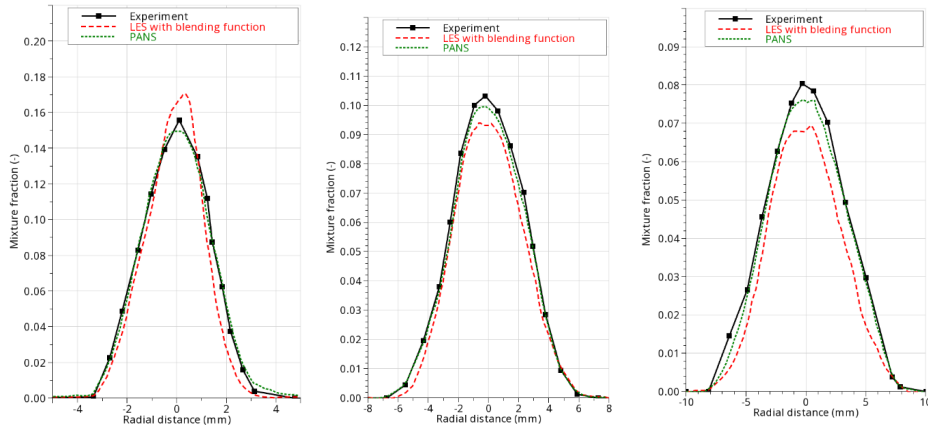 Experiment
LES with blending function
PANS
0.20
0.18
0.16
0.14
0.12
0.10
0.08
0.06
0.04
0.02
0.00
Mixture fraction (-)
-4 -2 0 2 4
Radial distance (mm)
Experiment
LES with blending function
PANS
0.12
0.11
0.10
0.09
0.08
0.07
0.06
0.05
0.04
0.03
0.02
0.01
0.00
Mixture fraction (-)
-8 -6 -4 -2 0 2 4 6 8
Radial distance (mm)
Experiment
LES with bleding function
PANS
0.09
0.08
0.07
0.06
0.05
0.04
0.03
0.02
0.01
0.00
Mixture fraction (-)
-10 -5 0 5 10
Radial distance (mm)